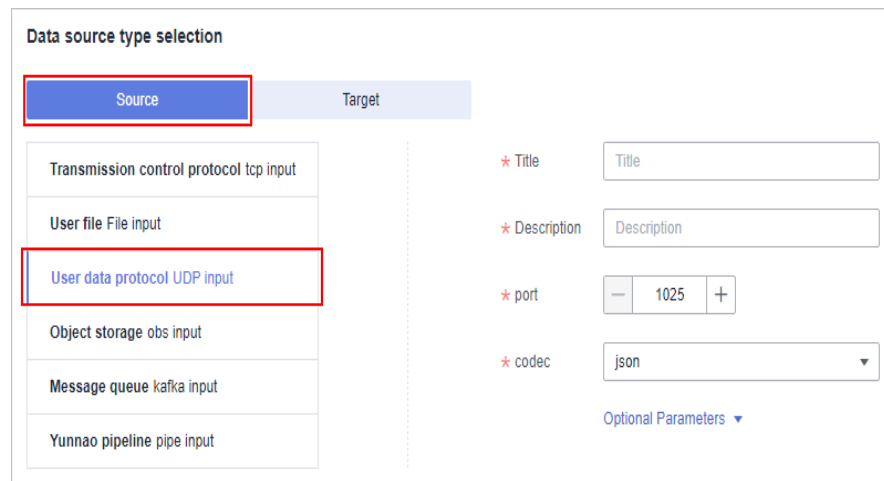 Data source type selection
Source
Target
Transmission control protocol tcp input
User file File input
User data protocol UDP input
Object storage obs input
Message queue kafka input
Yunnao pipeline pipe input
* Title
Title
* Description
Description
* port
— 1025 +
* codec
json
Optional Parameters